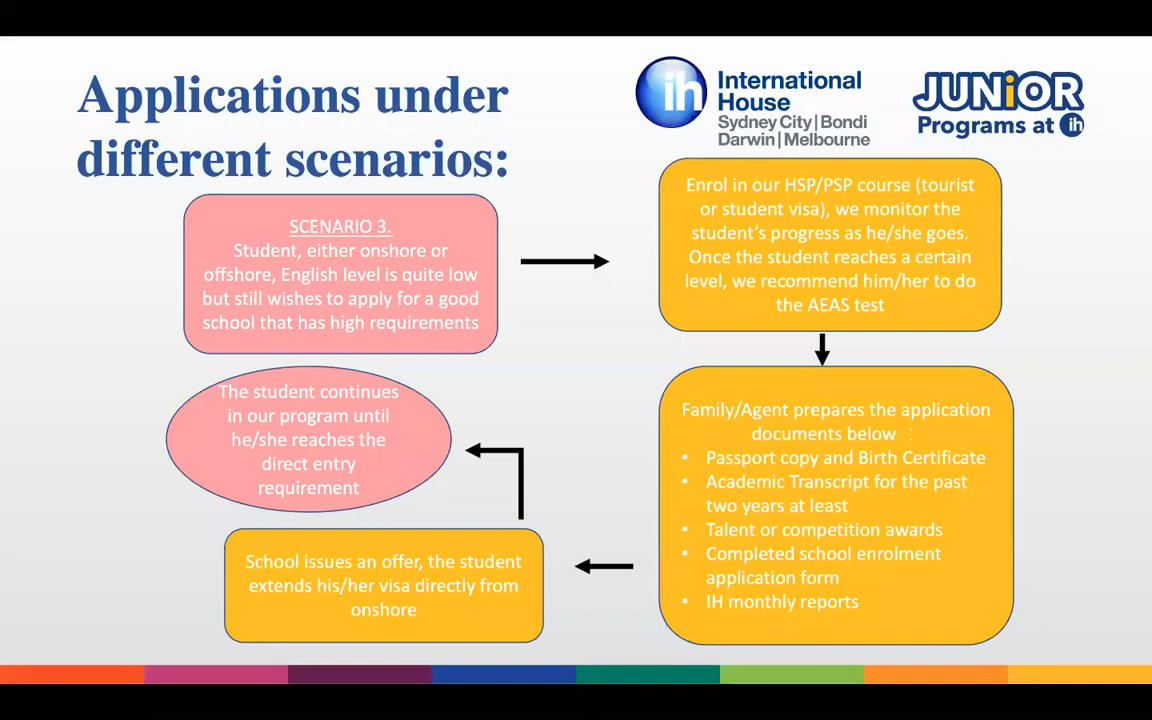 Applications under
different scenarios:
ih
International
House
Sydney City|Bondi
Darwin|Melbourne
JUNiOR
Programs at ih
SCENARIO 3.
Student, either onshore or
offshore, English level is quite low
but still wishes to apply for a good
school that has high requirements
Enrol in our HSP/PSP course (tourist
or student visa), we monitor the
student's progress as he/she goes.
Once the student reaches a certain
level, we recommend him/her to do
the AEAS test
Family/Agent prepares the application
documents below :
• Passport copy and Birth Certificate
• Academic Transcript for the past
two years at least
• Talent or competition awards
• Completed school enrolment
application form
• IH monthly reports
School issues an offer, the student
extends his/her visa directly from
onshore
The student continues
in our program until
he/she reaches the
direct entry
requirement